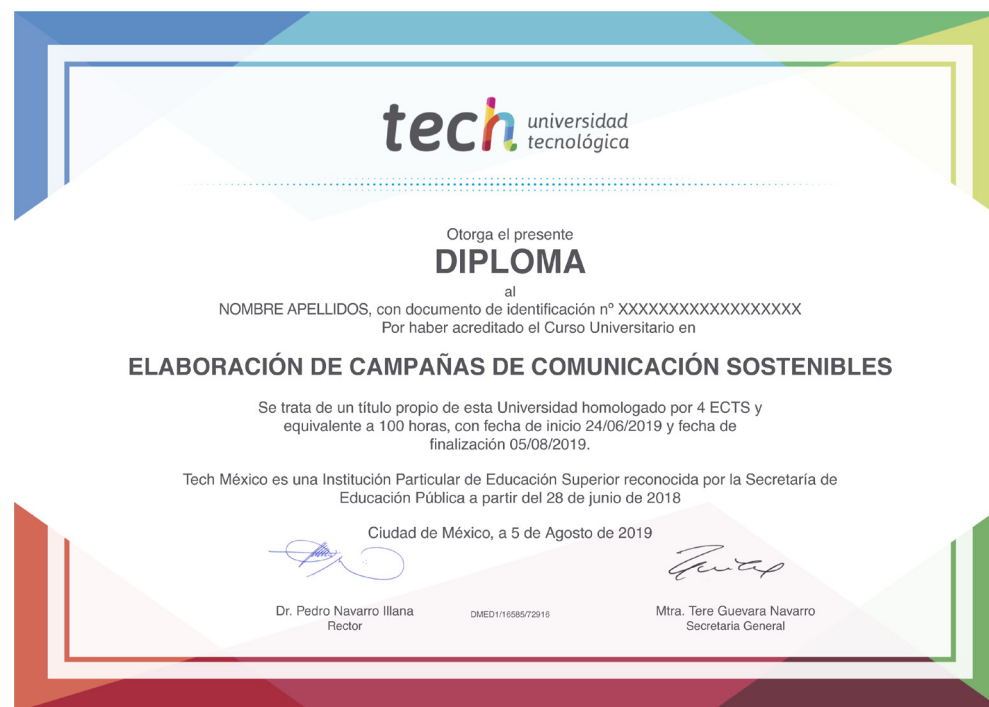 tech universidad
tecnológica
Otorga el presente
DIPLOMA
al
NOMBRE APELLIDOS, con documento de identificación nº XXXXXXXXXXXXXXXXXX
Por haber acreditado el Curso Universitario en
ELABORACIÓN DE CAMPAÑAS DE COMUNICACIÓN SOSTENIBLES
Se trata de un título propio de esta Universidad homologado por 4 ECTS y
equivalente a 100 horas, con fecha de inicio 24/06/2019 y fecha de
finalización 05/08/2019.
Tech México es una Institución Particular de Educación Superior reconocida por la Secretaría de
Educación Pública a partir del 28 de junio de 2018
Ciudad de México, a 5 de Agosto de 2019
Dr. Pedro Navarro Illana
Rector
DMED1/16585/72916
Mtra. Tere Guevara Navarro
Secretaria General